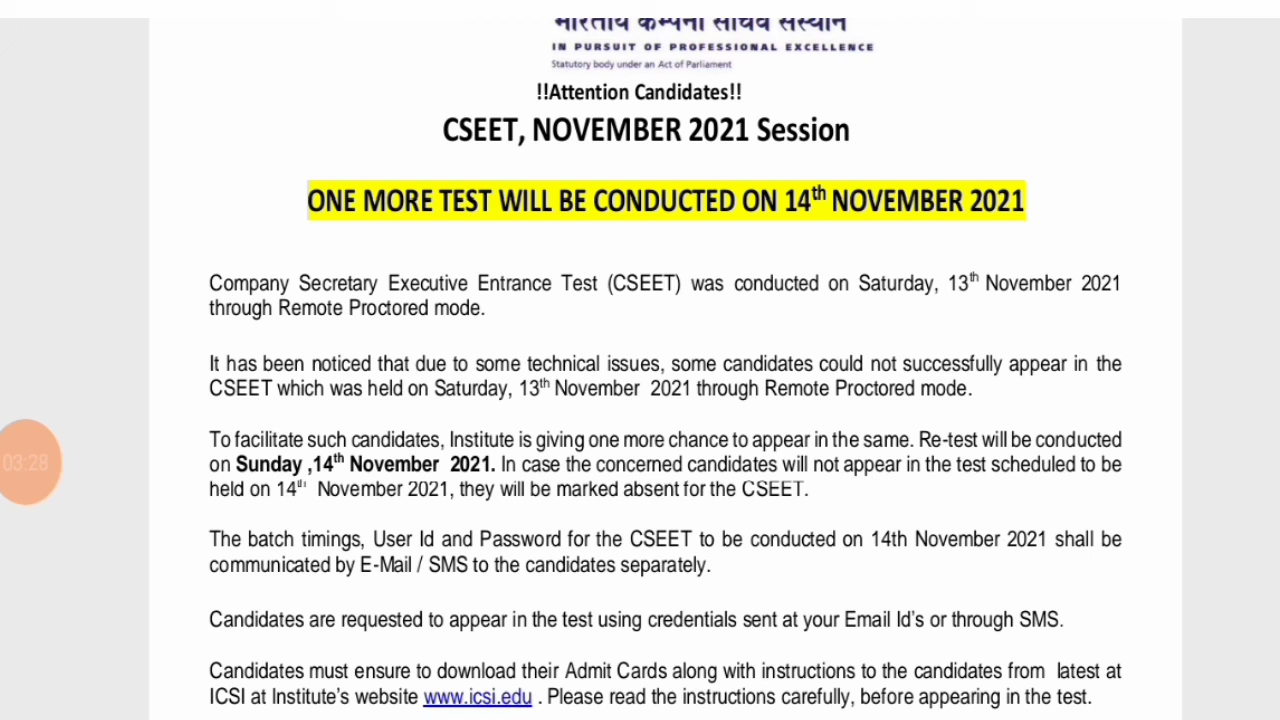 भारतीय कम्पनी सचिव संस्थान
IN PURSUIT OF PROFESSIONAL EXCELLENCE
Statutory body under an Act of Parliament
!!Attention Candidates!!
CSEET, NOVEMBER 2021 Session
ONE MORE TEST WILL BE CONDUCTED ON 14th NOVEMBER 2021
Company Secretary Executive Entrance Test (CSEET) was conducted on Saturday, 13th November 2021
through Remote Proctored mode.
It has been noticed that due to some technical issues, some candidates could not successfully appear in the
CSEET which was held on Saturday, 13th November 2021 through Remote Proctored mode.
To facilitate such candidates, Institute is giving one more chance to appear in the same. Re-test will be conducted
on Sunday ,14th November 2021. In case the concerned candidates will not appear in the test scheduled to be
held on 14th November 2021, they will be marked absent for the CSEET.
03:28
The batch timings, User Id and Password for the CSEET to be conducted on 14th November 2021 shall be
communicated by E-Mail / SMS to the candidates separately.
Candidates are requested to appear in the test using credentials sent at your Email Id's or through SMS.
Candidates must ensure to download their Admit Cards along with instructions to the candidates from latest at
ICSI at Institute's website www.icsi.edu . Please read the instructions carefully, before appearing in the test.